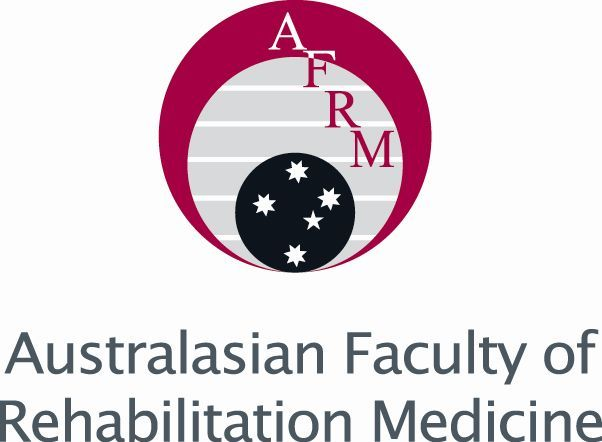 A
F
R
M
Australasian Faculty of
Rehabilitation Medicine